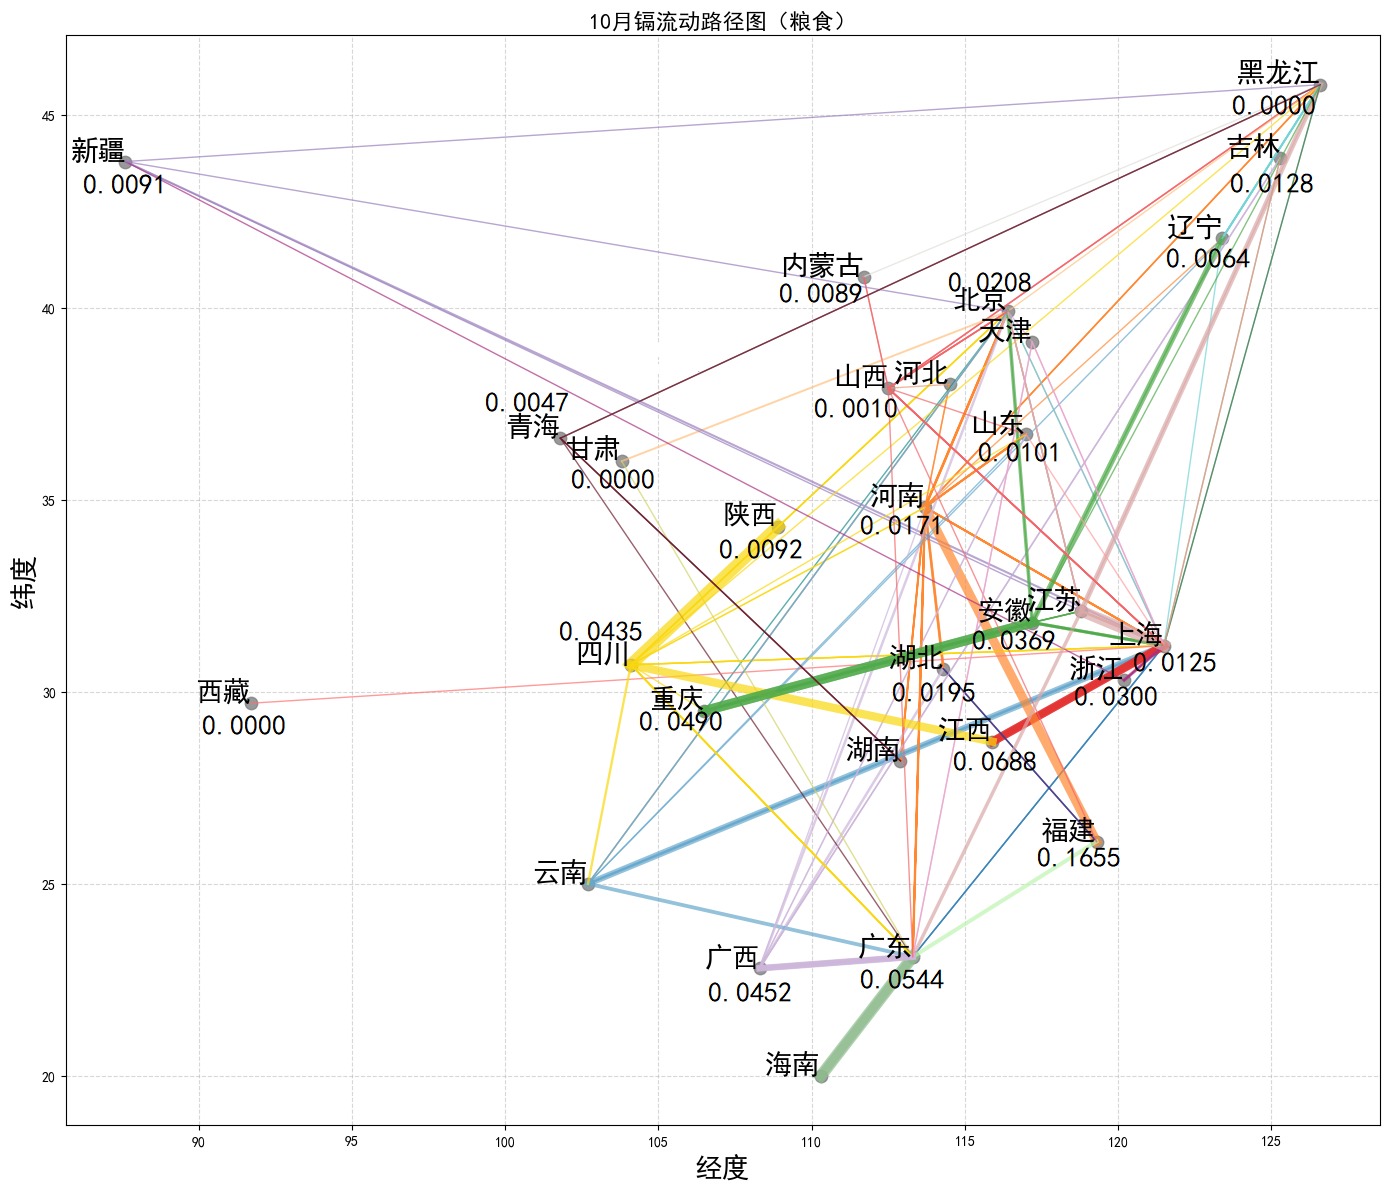 10月镉流动路径图（粮食）
黑龙江
0.0000
吉林
0.0128
新疆
0.0091
辽宁
0.0064
内蒙古
0.0089
0.0208
北京
天津
山西
河北
0.0010
0.0047
青海
甘肃
0.0000
山东
0.0101
河南
0.0171
陕西
0.0092
安徽
江苏
0.0369
上海
0.0125
0.0435
四川
湖北
0.0195
浙江
0.0300
西藏
0.0000
重庆
0.0490
江西
0.0688
湖南
福建
0.1655
云南
广西
0.0452
广东
0.0544
海南
45
40
35
30
25
20
90
95
100
105
110
115
120
125
纬度
经度